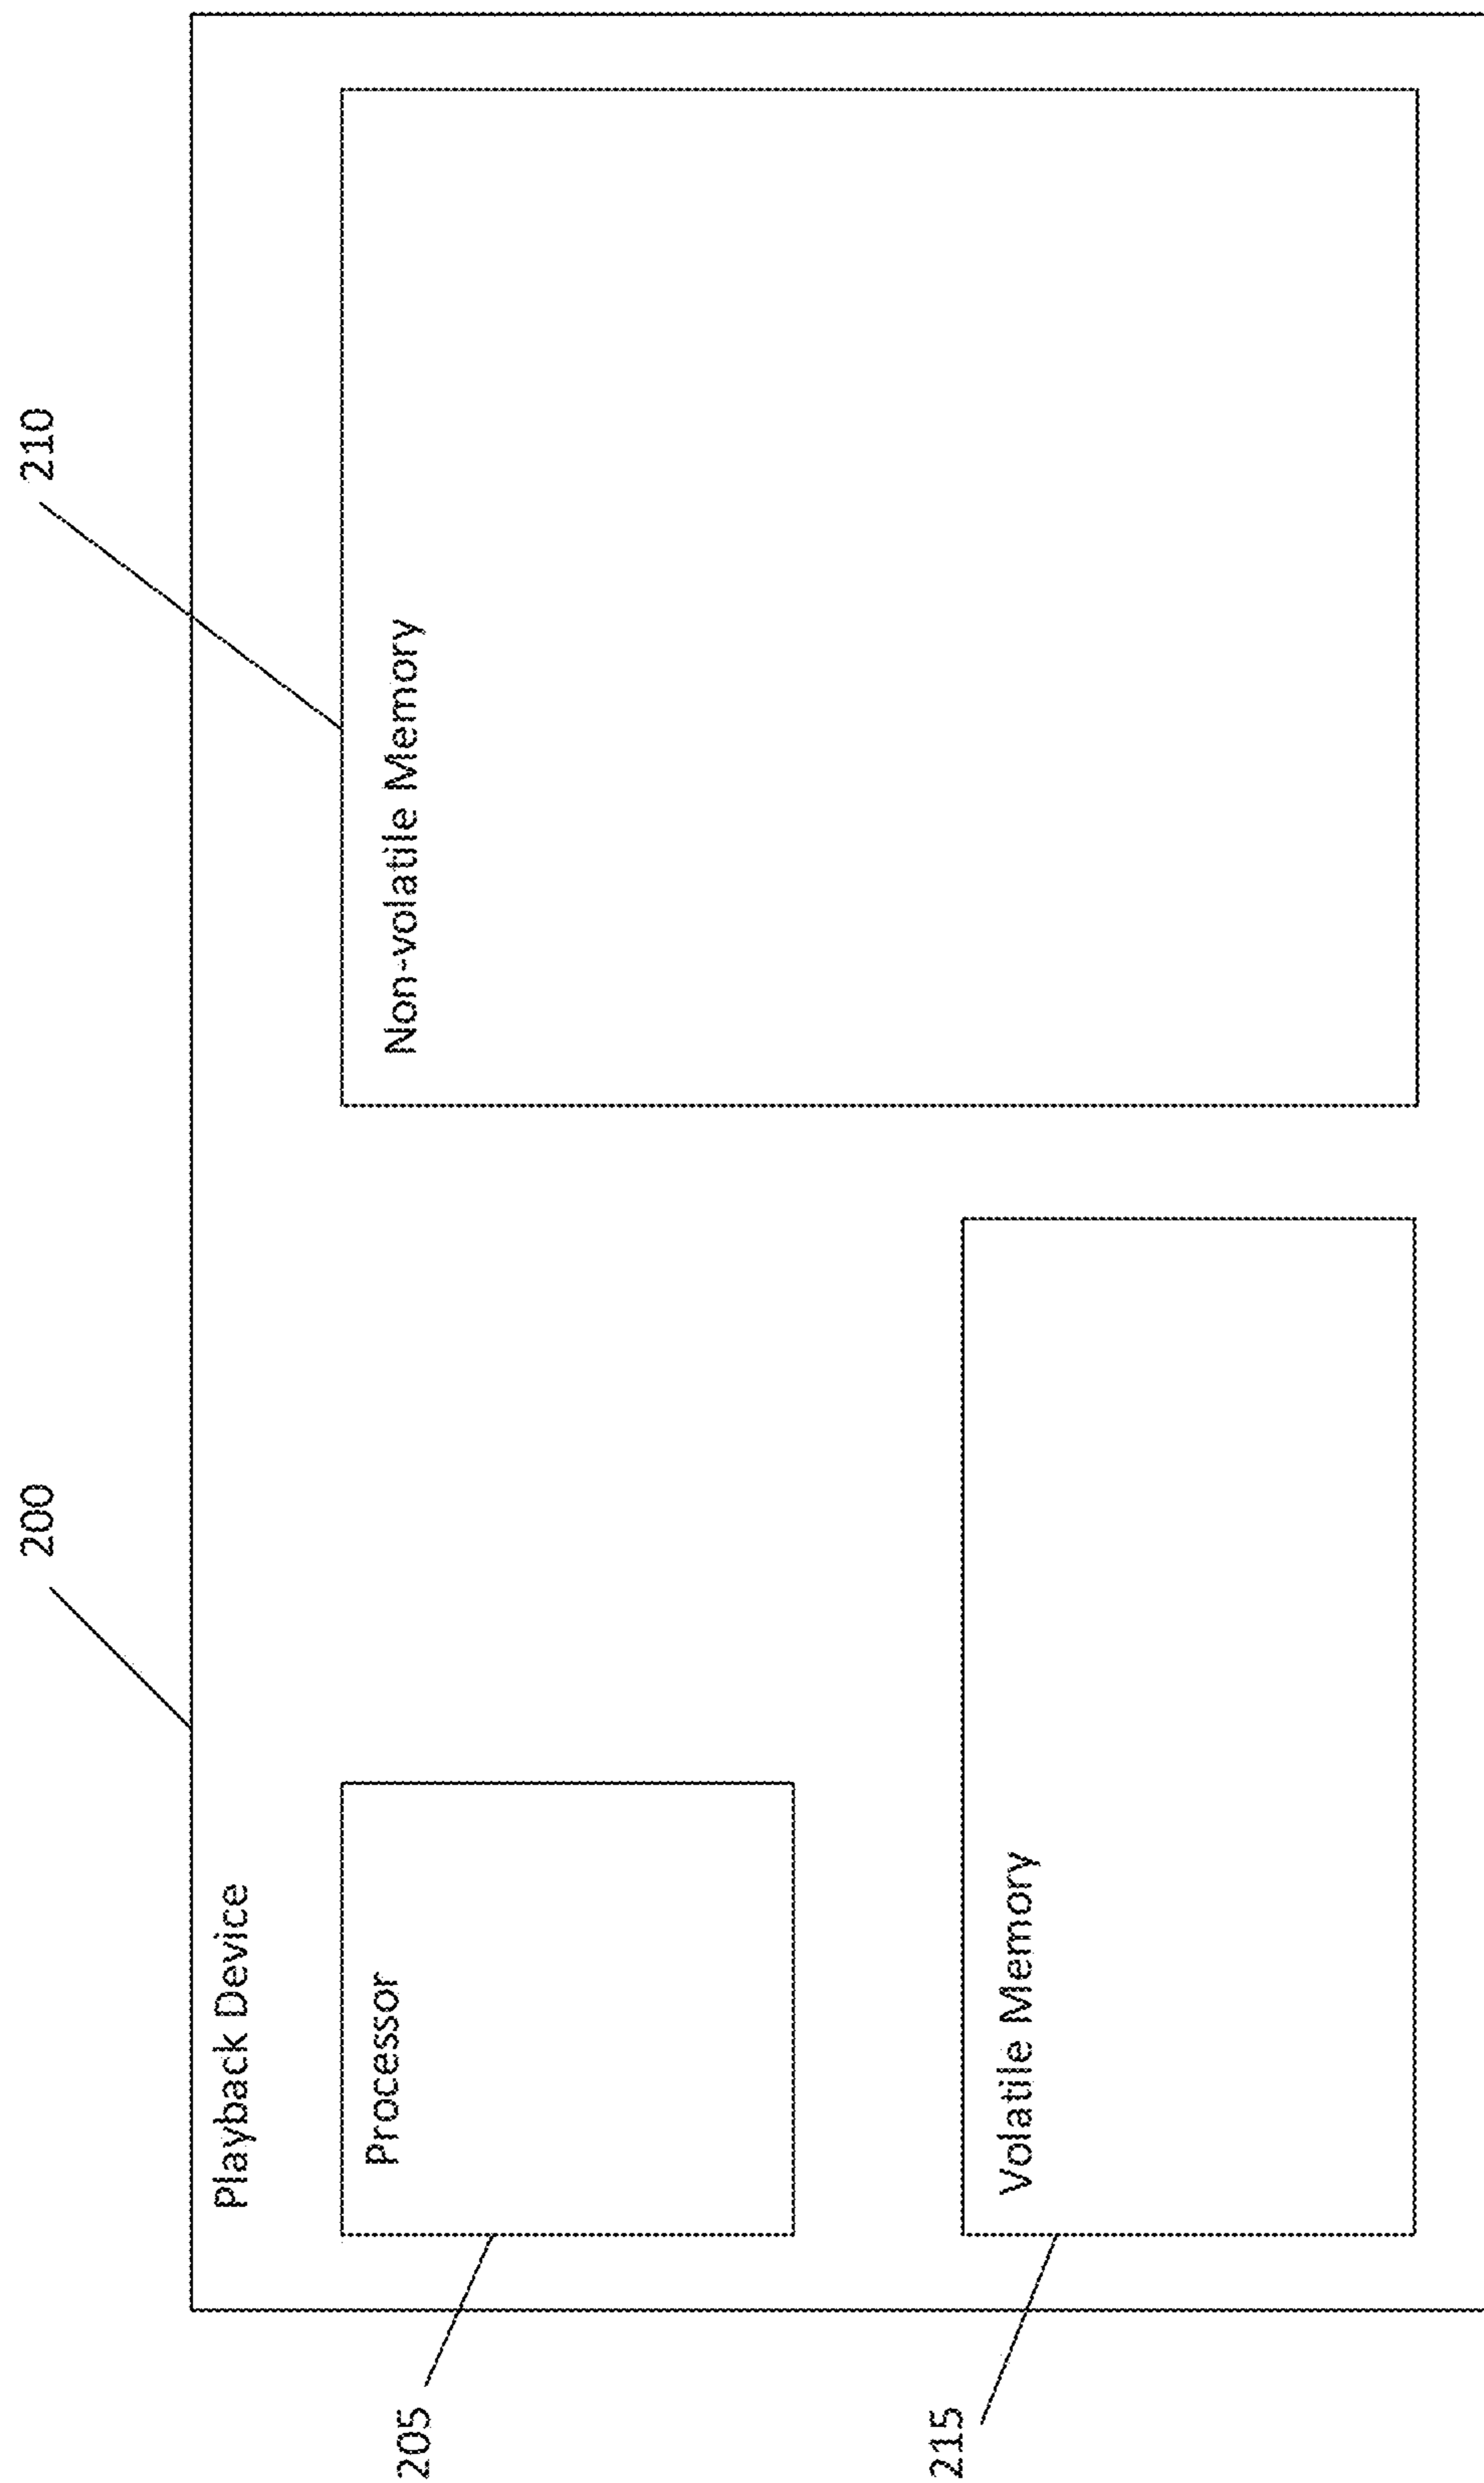 200
210
Playback Device
205
Processor
Non-volatile Memory
215
Volatile Memory